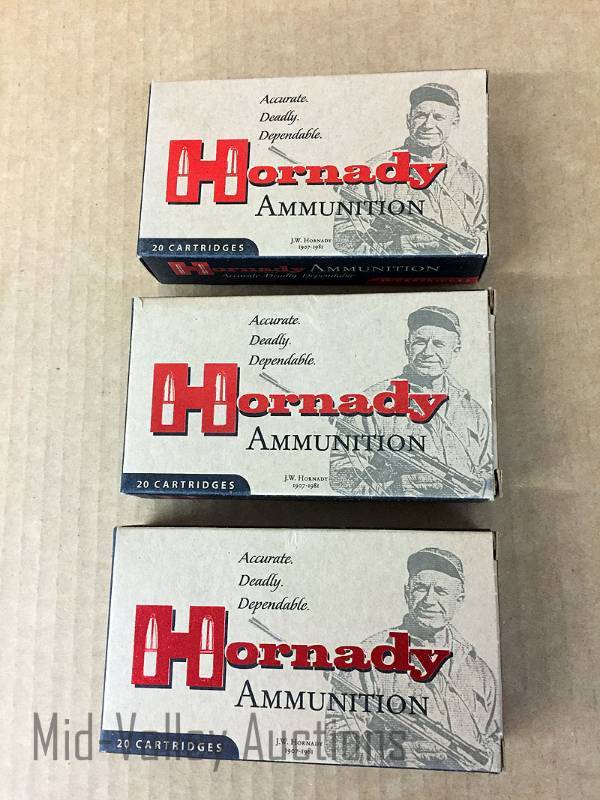 Accurate.
Deadly.
Dependable.
Hornady
AMMUNITION
20 CARTRIDGES
J.W. HORNADY
1907-1981
Hornady AMMUNITION
Accurate Deadly Dependable
Accurate.
Deadly.
Dependable.
Hornady
AMMUNITION
20 CARTRIDGES
J.W. HORNADY
1907-1981
Accurate.
Deadly.
Dependable.
Hornady
AMMUNITION
20 CARTRIDGES
J.W. HORNADY
1907-1981
Mid-Valley Auctions